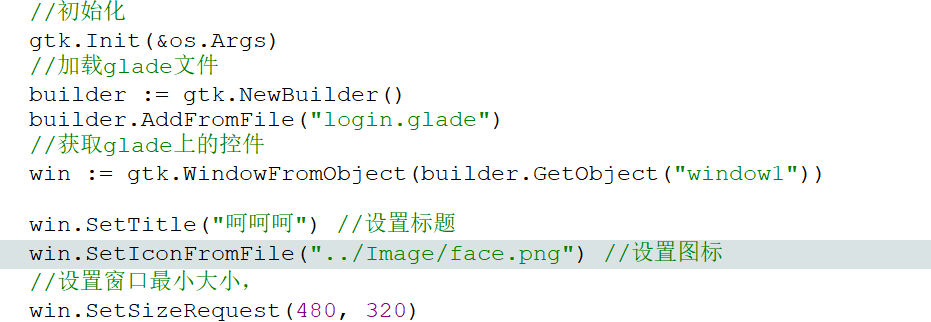 //初始化
gtk.Init(&os.Args)
//加载glade文件
builder := gtk.NewBuilder()
builder.AddFromFile("login.glade")
//获取glade上的控件
win := gtk.WindowFromObject(builder.GetObject("window1"))
win.SetTitle("呵呵呵") //设置标题
win.SetIconFromFile("../Image/face.png") //设置图标
//设置窗口最小大小，
win.SetSizeRequest(480, 320)